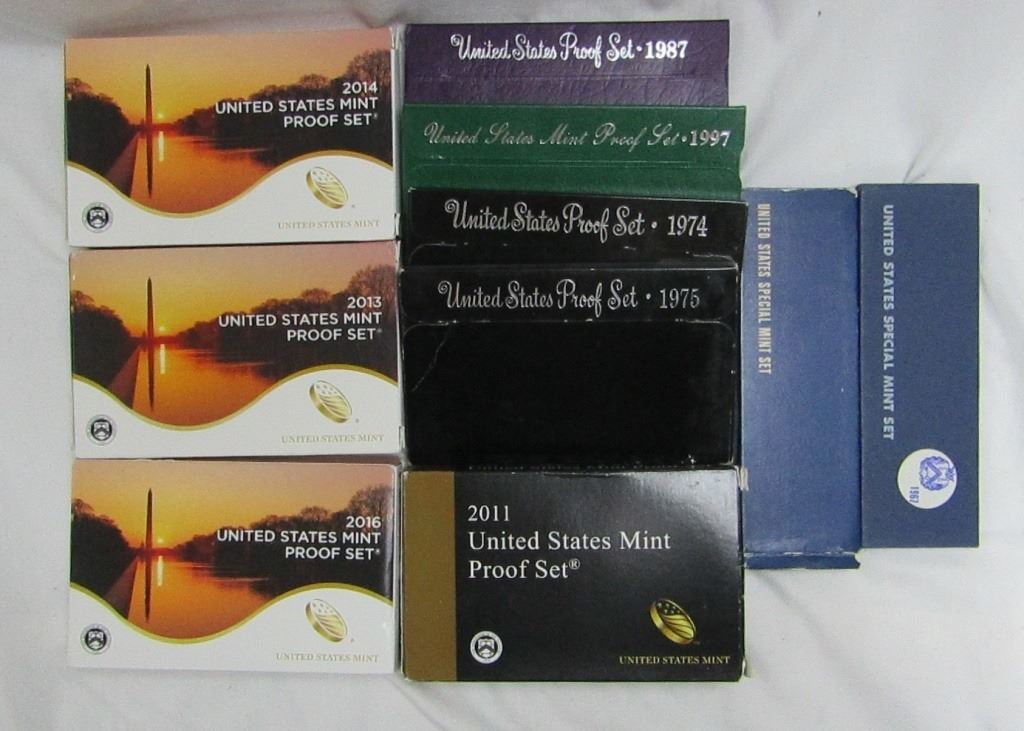 2014
UNITED STATES MINT
PROOF SET®
UNITED STATES MINT
2013
UNITED STATES MINT
PROOF SET®
UNITED STATES MINT
2016
UNITED STATES MINT
PROOF SET®
UNITED STATES MINT
United States Proof Set · 1987
United States Mint Proof Set · 1997
United States Proof Set · 1974
United States Proof Set · 1975
2011
United States Mint
Proof Set®
UNITED STATES MINT
UNITED STATES SPECIAL MINT SET
UNITED STATES SPECIAL MINT SET
1967